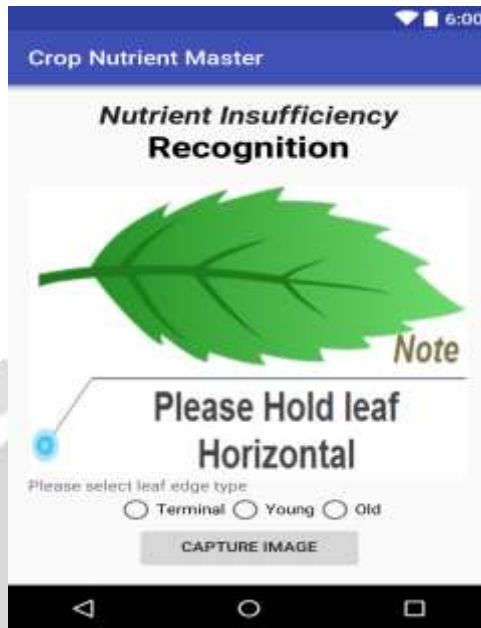 6:00
Crop Nutrient Master
Nutrient Insufficiency
Recognition
Note
Please Hold leaf
Horizontal
Please select leaf edge type
Terminal Young Old
CAPTURE IMAGE